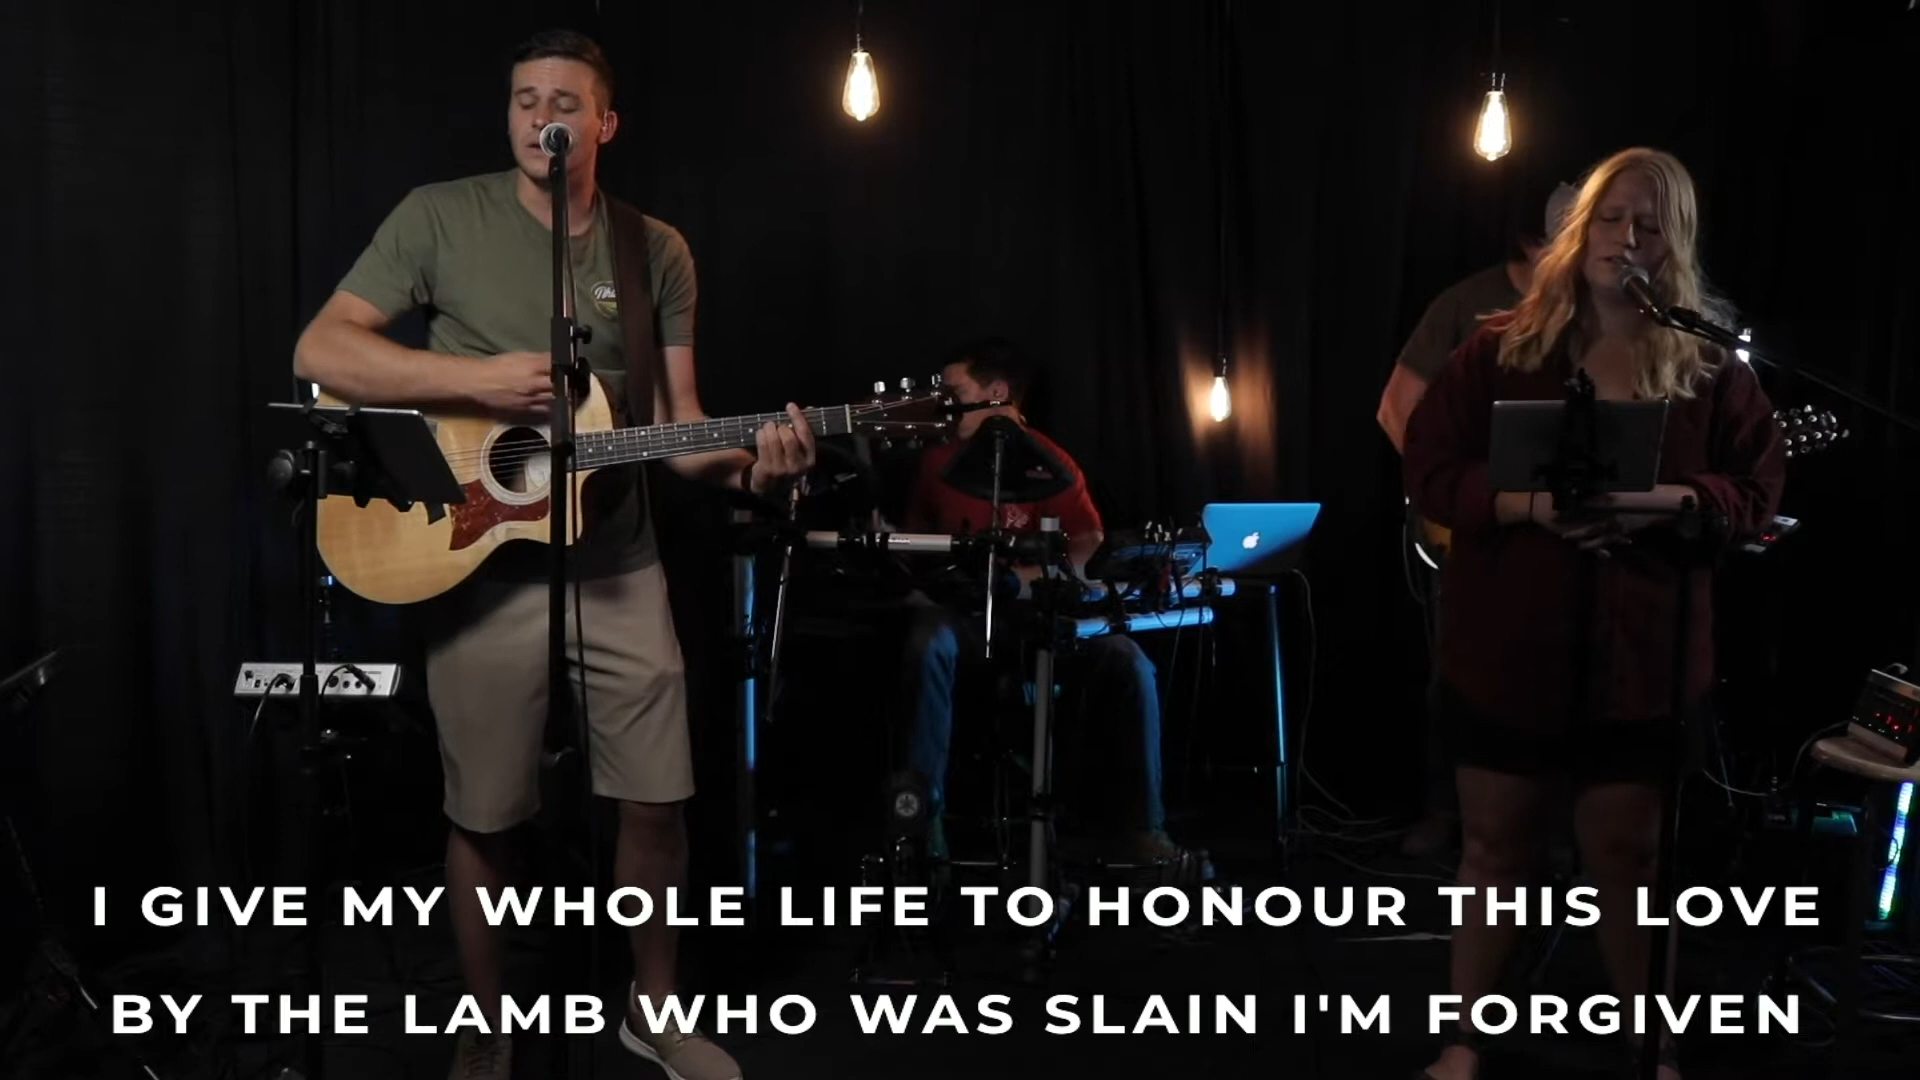 I GIVE MY WHOLE LIFE TO HONOUR THIS LOVE
BY THE LAMB WHO WAS SLAIN I'M FORGIVEN